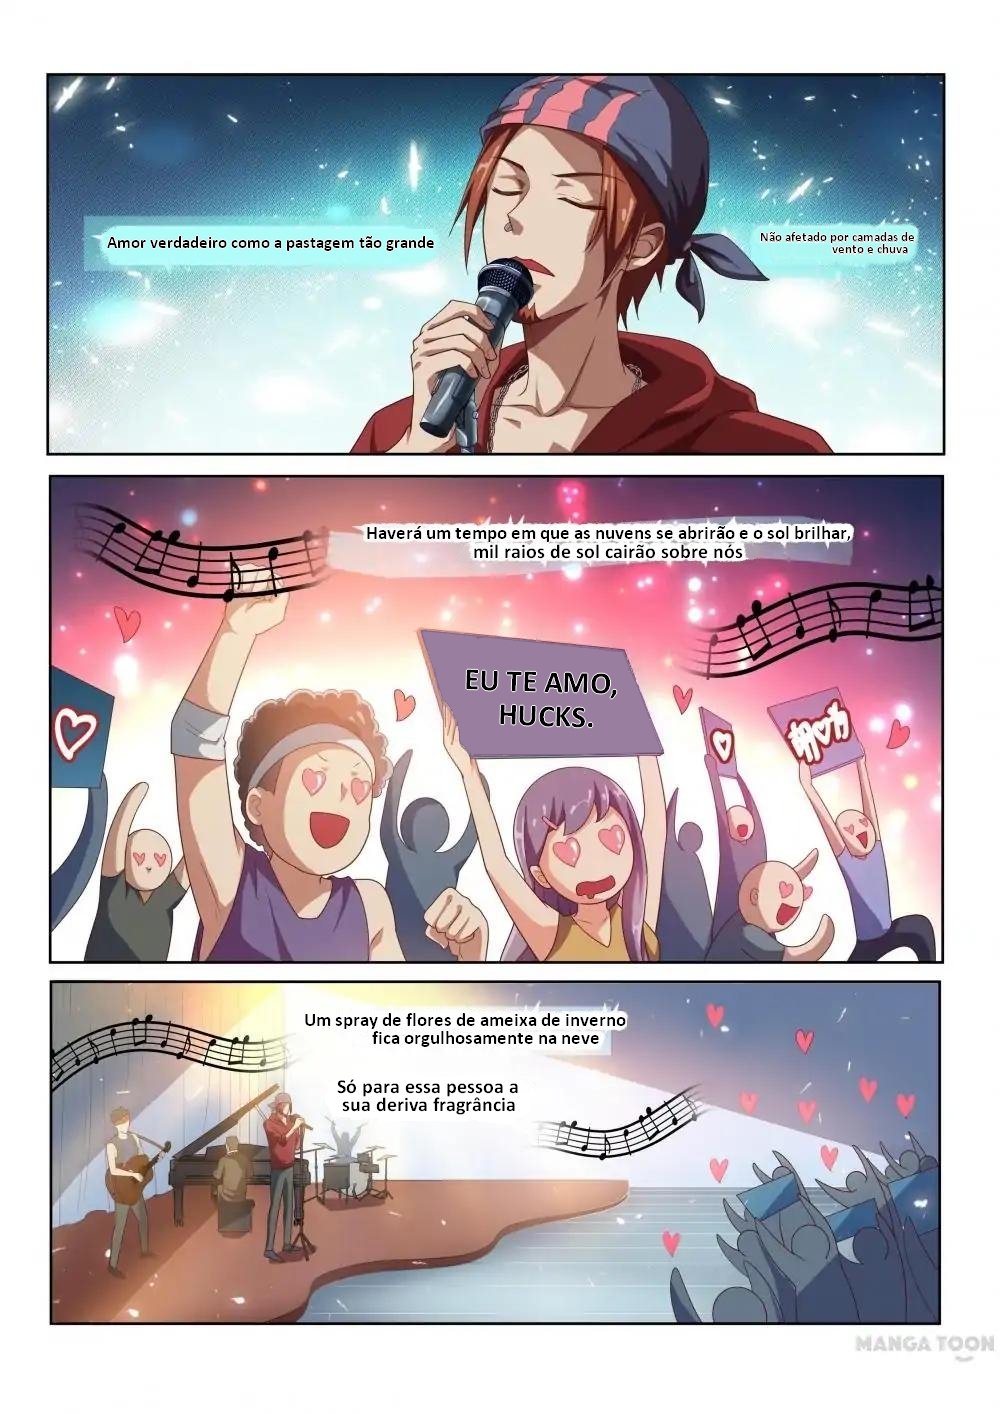 Amor verdadeiro como a pastagem tão grande
Não afetado por camadas de
vento e chuva
Haverá um tempo em que as nuvens se abrirão e o sol brilhar,
mil raios de sol cairão sobre nós
EU TE AMO,
HUCKS.
Um spray de flores de ameixa de inverno
fica orgulhosamente na neve
Só para essa pessoa a
sua deriva fragrância
MANGA TOON